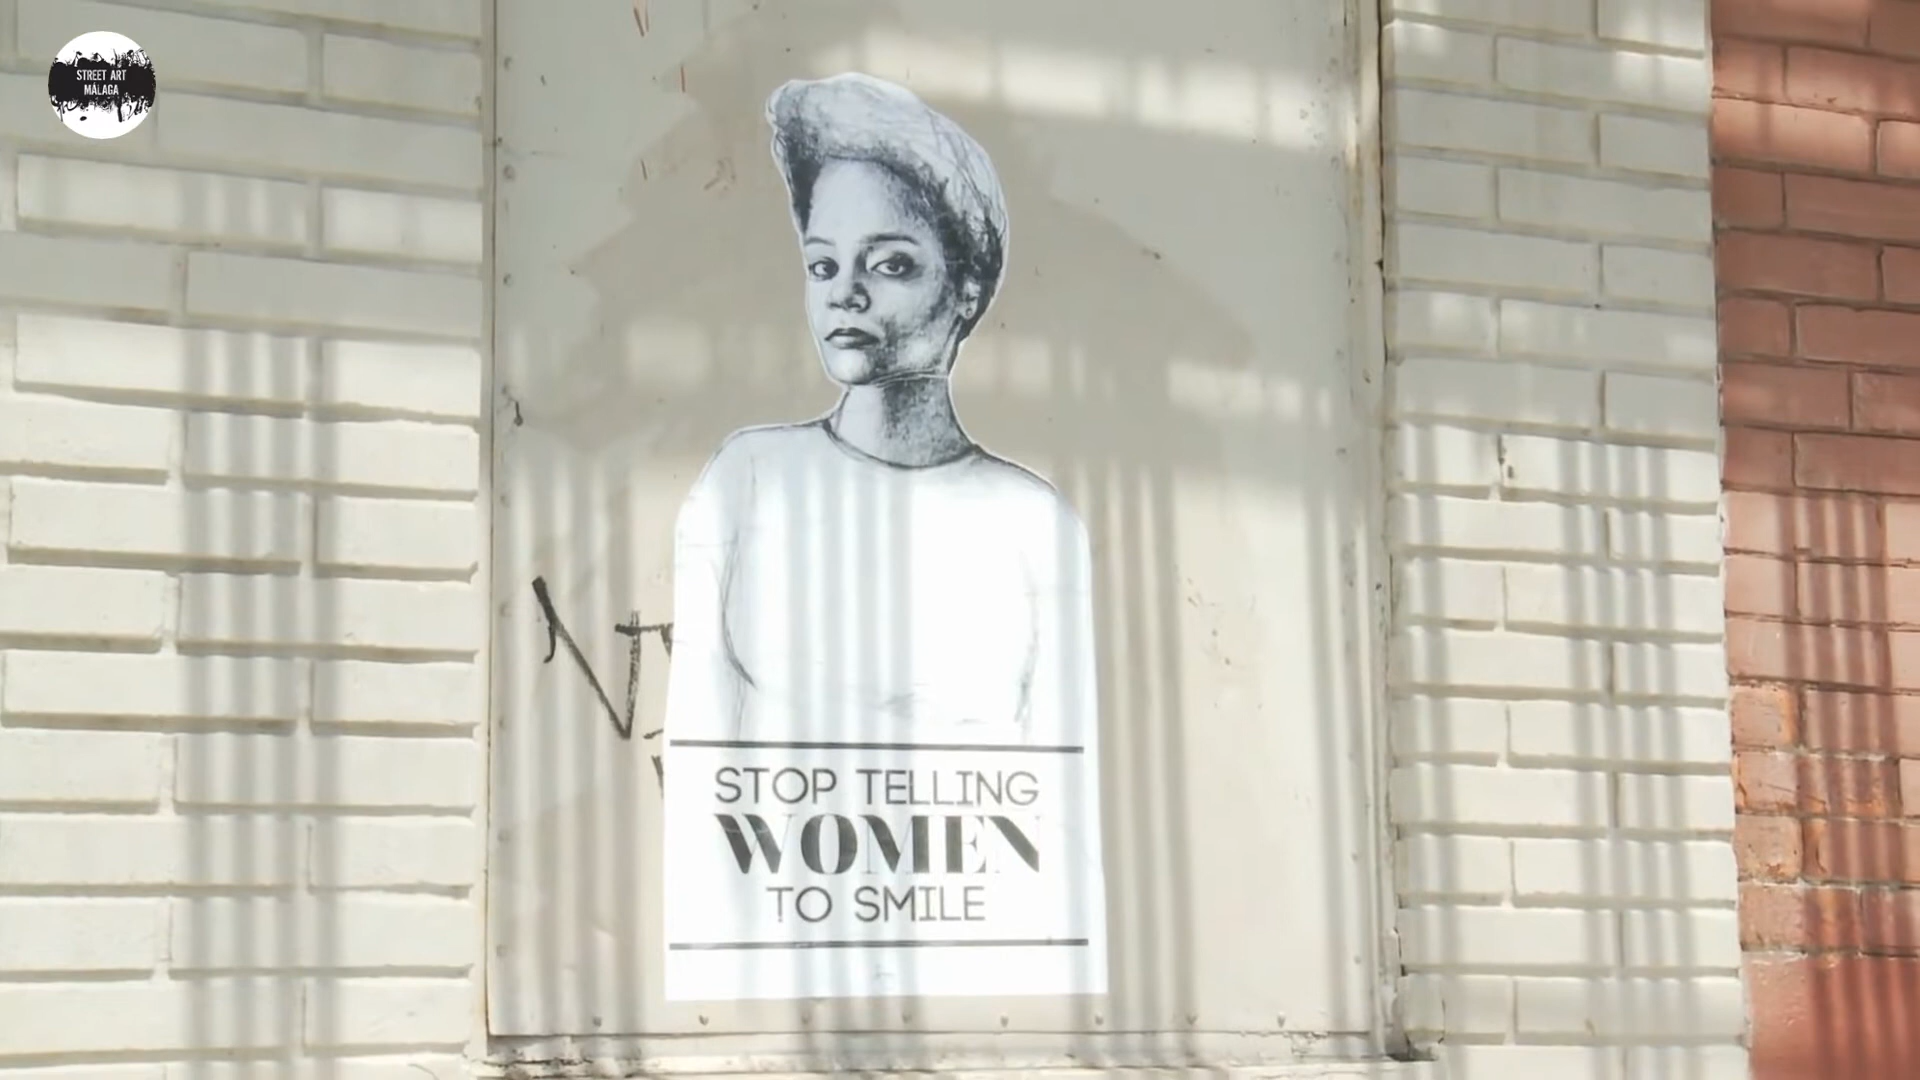 STREET ART
MÁLAGA
STOP TELLING
WOMEN
TO SMILE